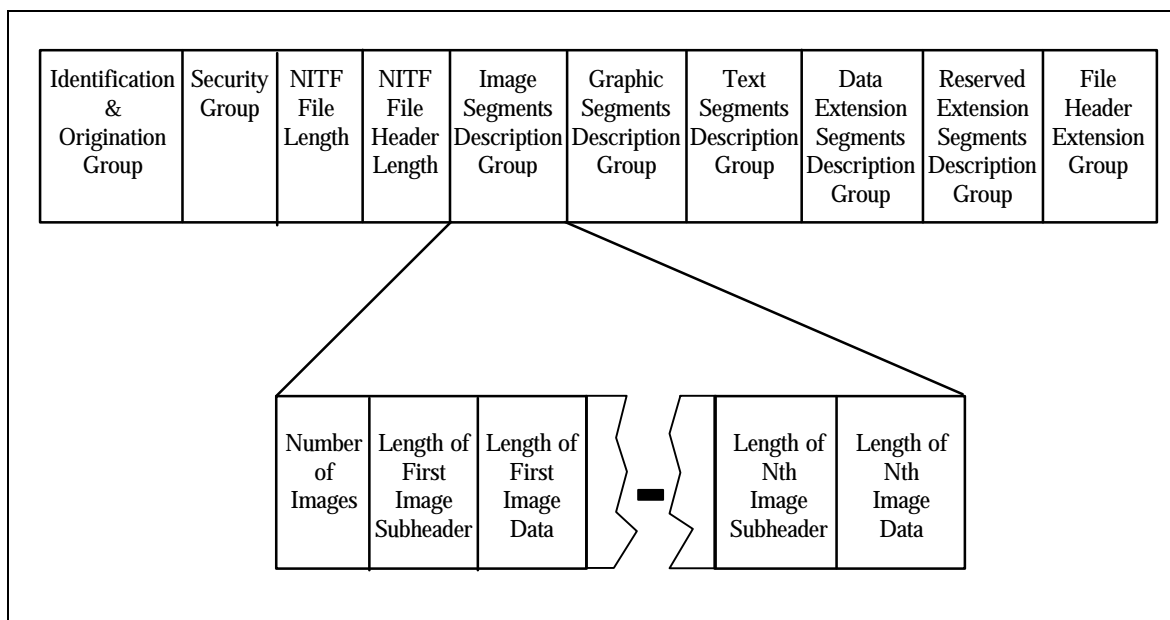 Identification
&
Origination
Group
Security
Group
NITF
File
Length
NITF
File
Header
Length
Image
Segments
Description
Group
Graphic
Segments
Description
Group
Text
Segments
Description
Group
Data
Extension
Segments
Description
Group
Reserved
Extension
Segments
Description
Group
File
Header
Extension
Group
Number
of
Images
Length of
First
Image
Subheader
Length of
First
Image
Data
Length of
Nth
Image
Subheader
Length of
Nth
Image
Data